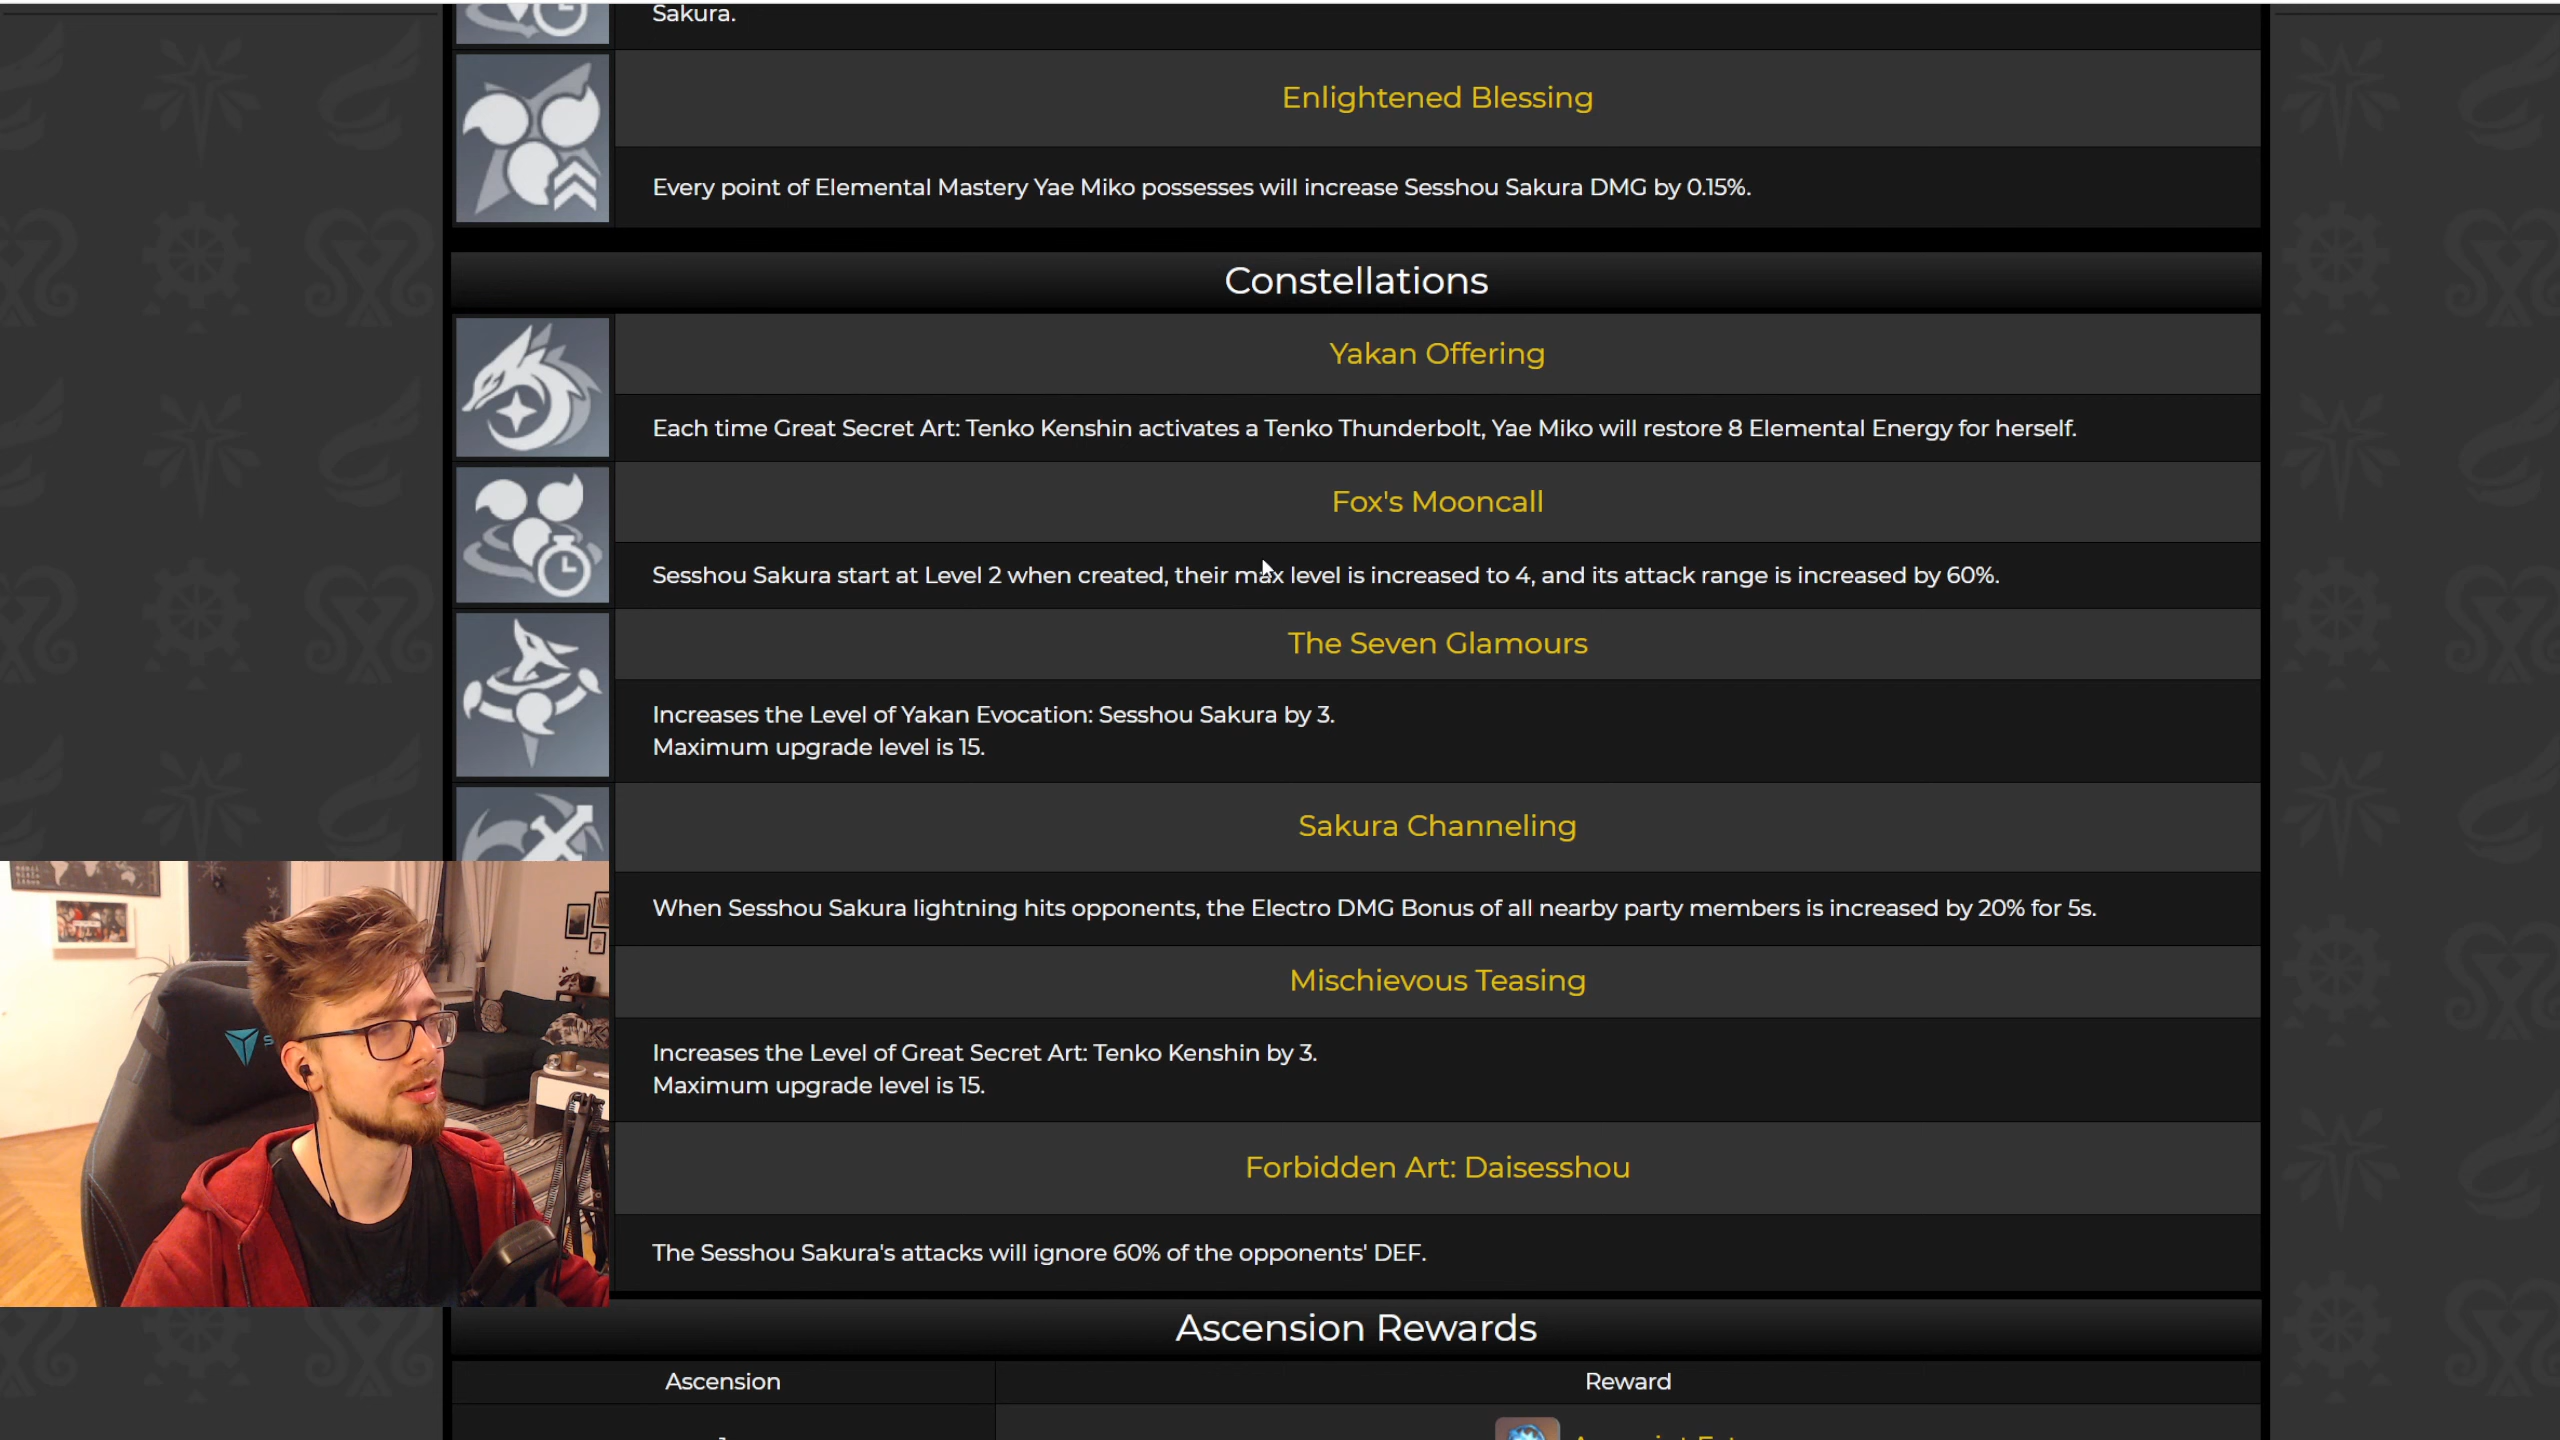 Sakura.
Enlightened Blessing
Every point of Elemental Mastery Yae Miko possesses will increase Sesshou Sakura DMG by 0.15%.
Constellations
Yakan Offering
Each time Great Secret Art: Tenko Kenshin activates a Tenko Thunderbolt, Yae Miko will restore 8 Elemental Energy for herself.
Fox's Mooncall
Sesshou Sakura start at Level 2 when created, their max level is increased to 4, and its attack range is increased by 60%.
The Seven Glamours
Increases the Level of Yakan Evocation: Sesshou Sakura by 3.
Maximum upgrade level is 15.
Sakura Channeling
When Sesshou Sakura lightning hits opponents, the Electro DMG Bonus of all nearby party members is increased by 20% for 5s.
Mischievous Teasing
Increases the Level of Great Secret Art: Tenko Kenshin by 3.
Maximum upgrade level is 15.
Forbidden Art: Daisesshou
The Sesshou Sakura's attacks will ignore 60% of the opponents' DEF.
Ascension Rewards
Ascension
Reward